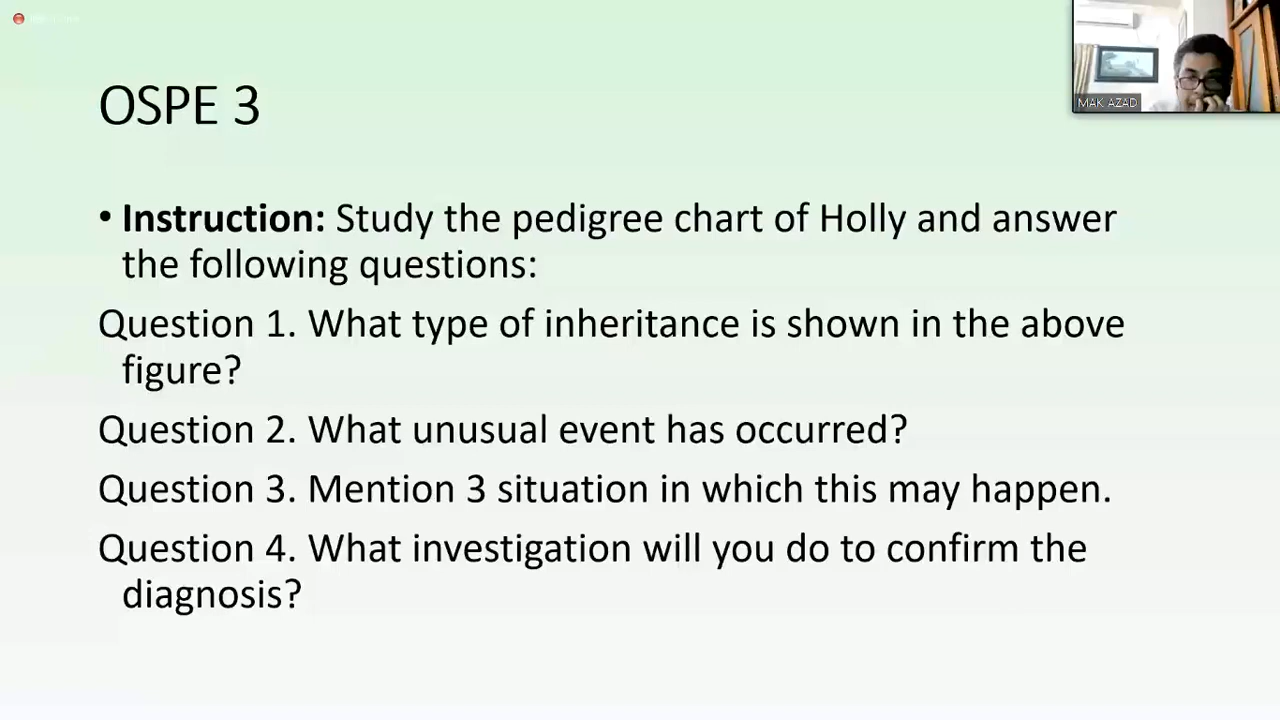 OSPE 3
MAK AZAD
• Instruction: Study the pedigree chart of Holly and answer
the following questions:
Question 1. What type of inheritance is shown in the above
figure?
Question 2. What unusual event has occurred?
Question 3. Mention 3 situation in which this may happen.
Question 4. What investigation will you do to confirm the
diagnosis?